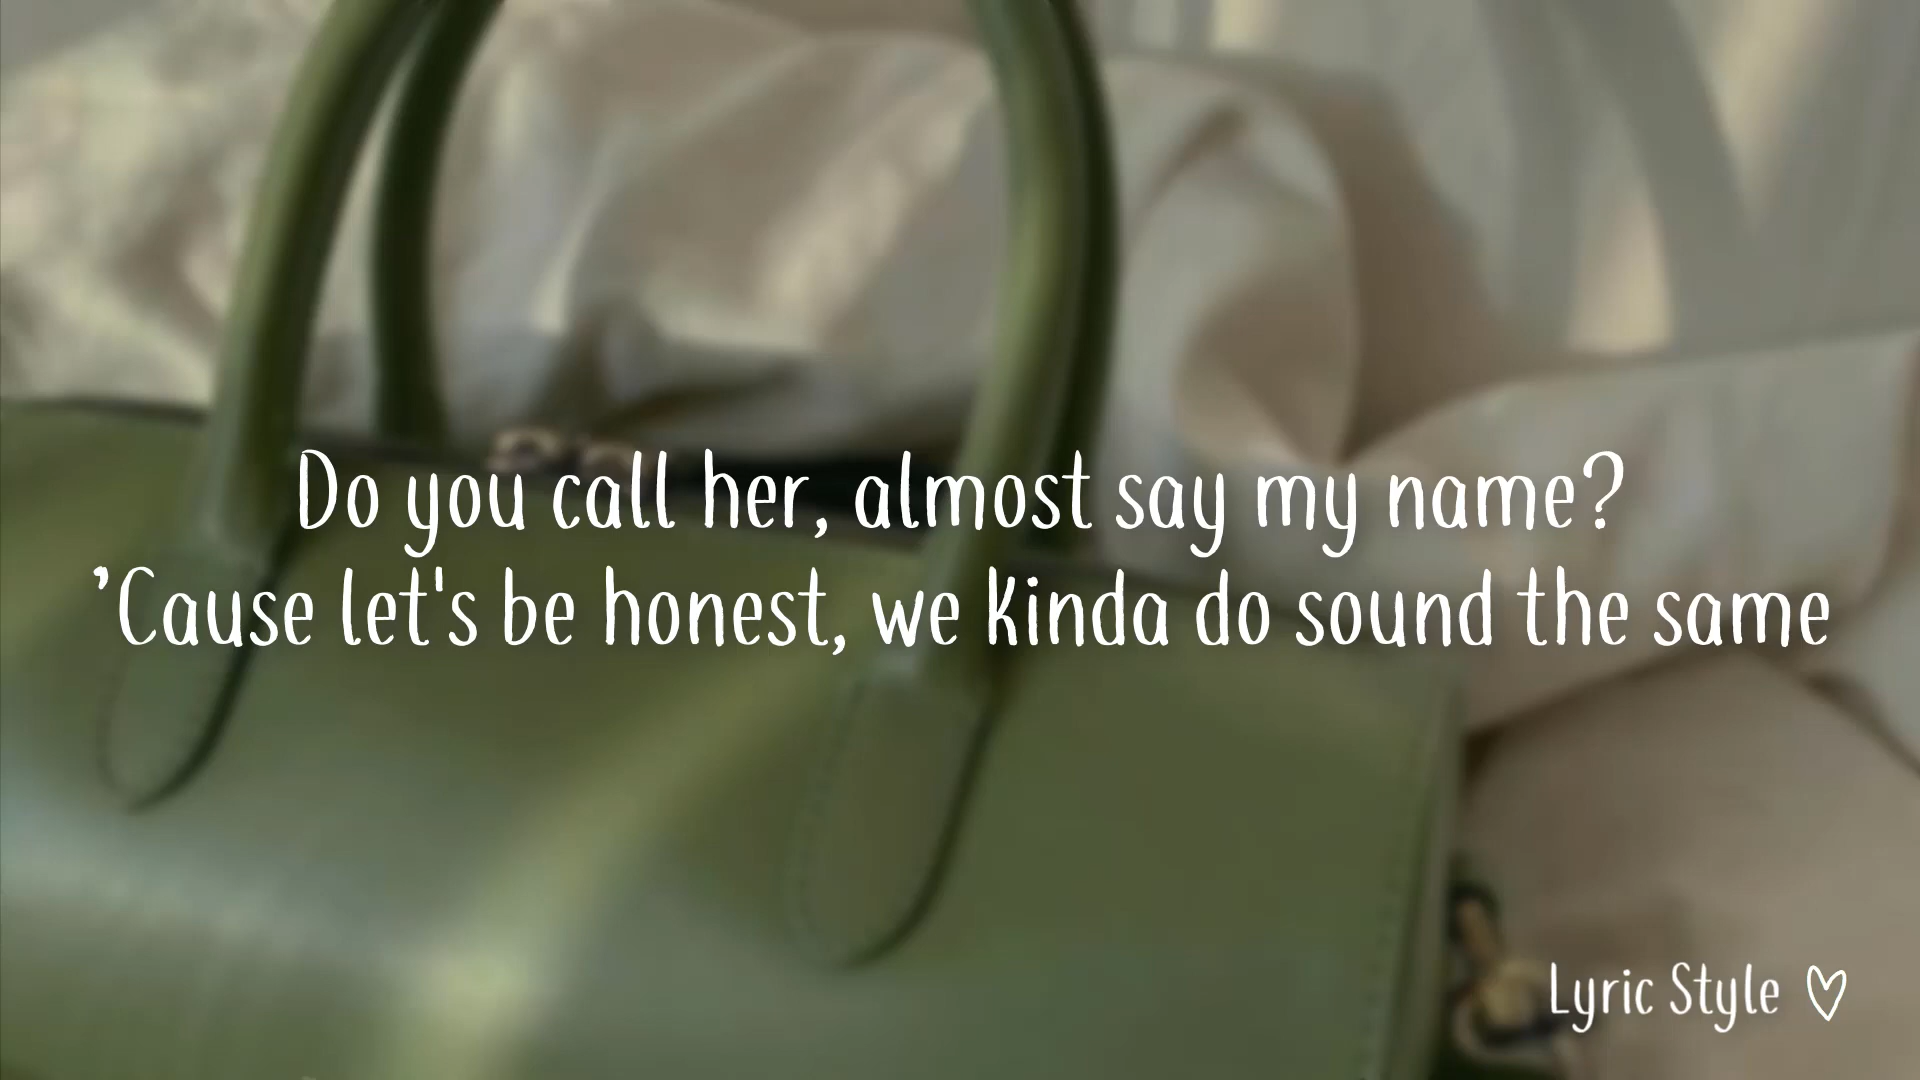 Do you call her, almost say my name?
’Cause let's be honest, we kinda do sound the same
Lyric Style ♡